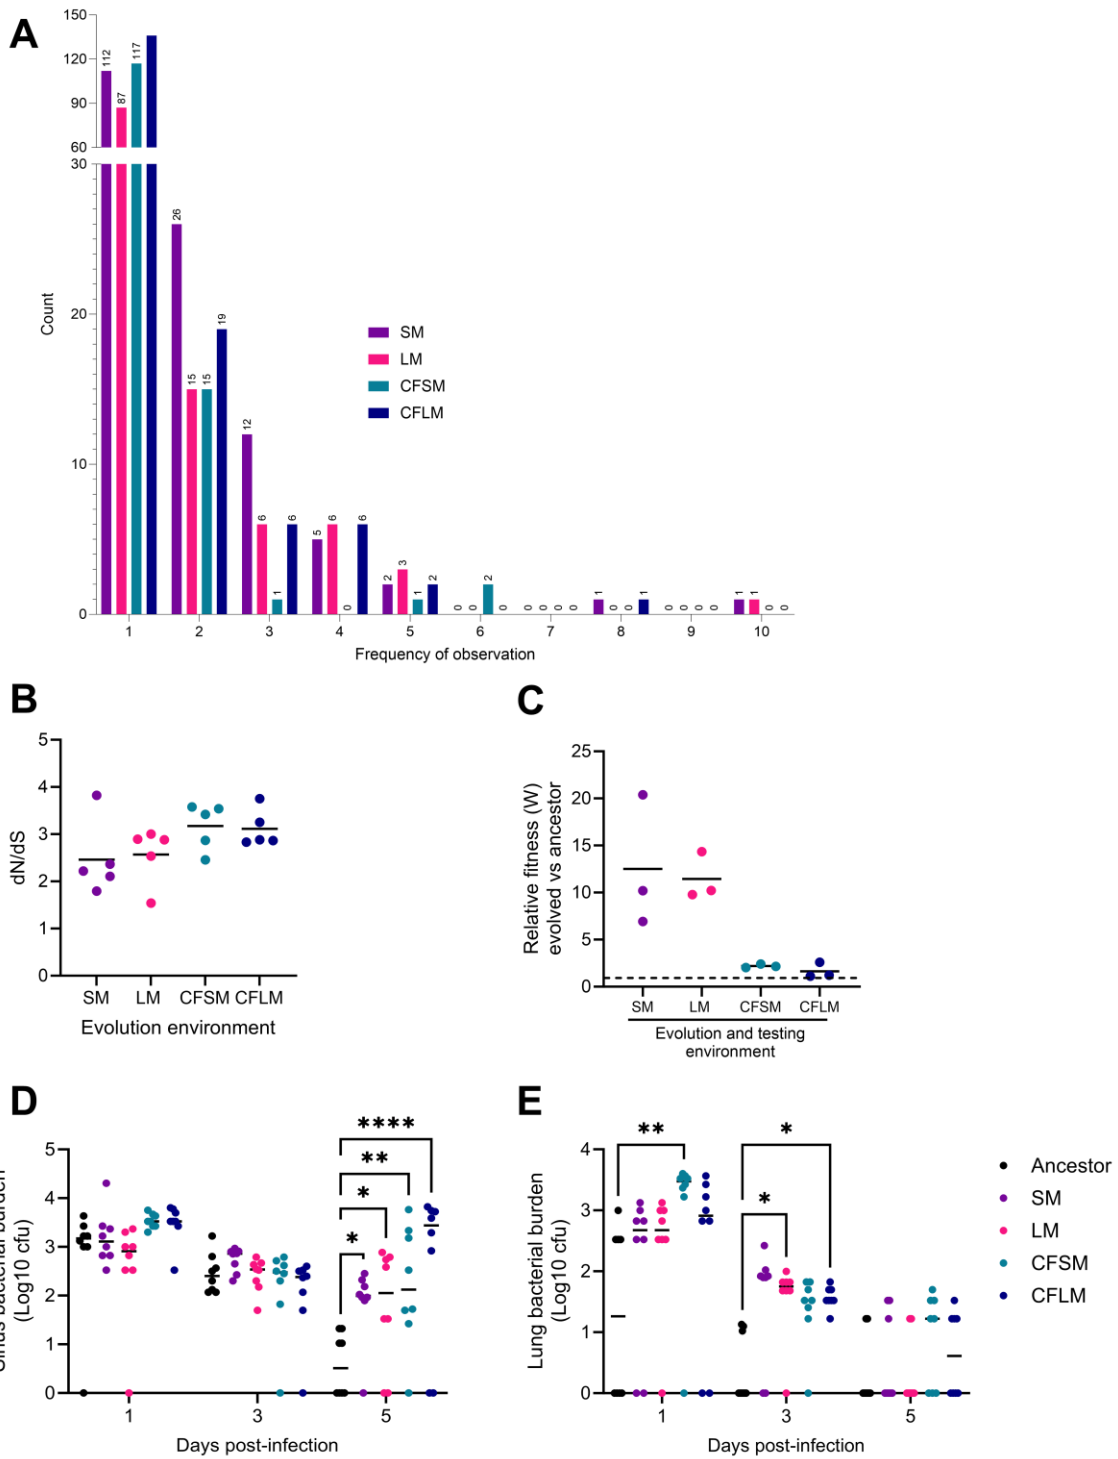 A
150
120
90
60
30
20
10
0
Count
112
87
117
26
15
15
19
12
6
1
6
5
6
0
6
2
3
1
2
0
0
2
0
0
0
0
0
1
0
0
1
0
0
0
0
1
1
0
0
SM
LM
CFSM
CFLM
1 2 3 4 5 6 7 8 9 10
Frequency of observation
B
5
4
3
2
1
0
dN/dS
SM LM CFSM CFLM
Evolution environment
C
25
20
15
10
5
0
Relative fitness (W)
evolved vs ancestor
SM LM CFSM CFLM
Evolution and testing
environment
D
5
4
3
2
1
0
bacterial burden
(Log10 cfu)
****
**
*
*
1 3 5
Days post-infection
E
4
3
2
1
0
Lung bacterial burden
(Log10 cfu)
**
*
*
1 3 5
Days post-infection
Ancestor
SM
LM
CFSM
CFLM